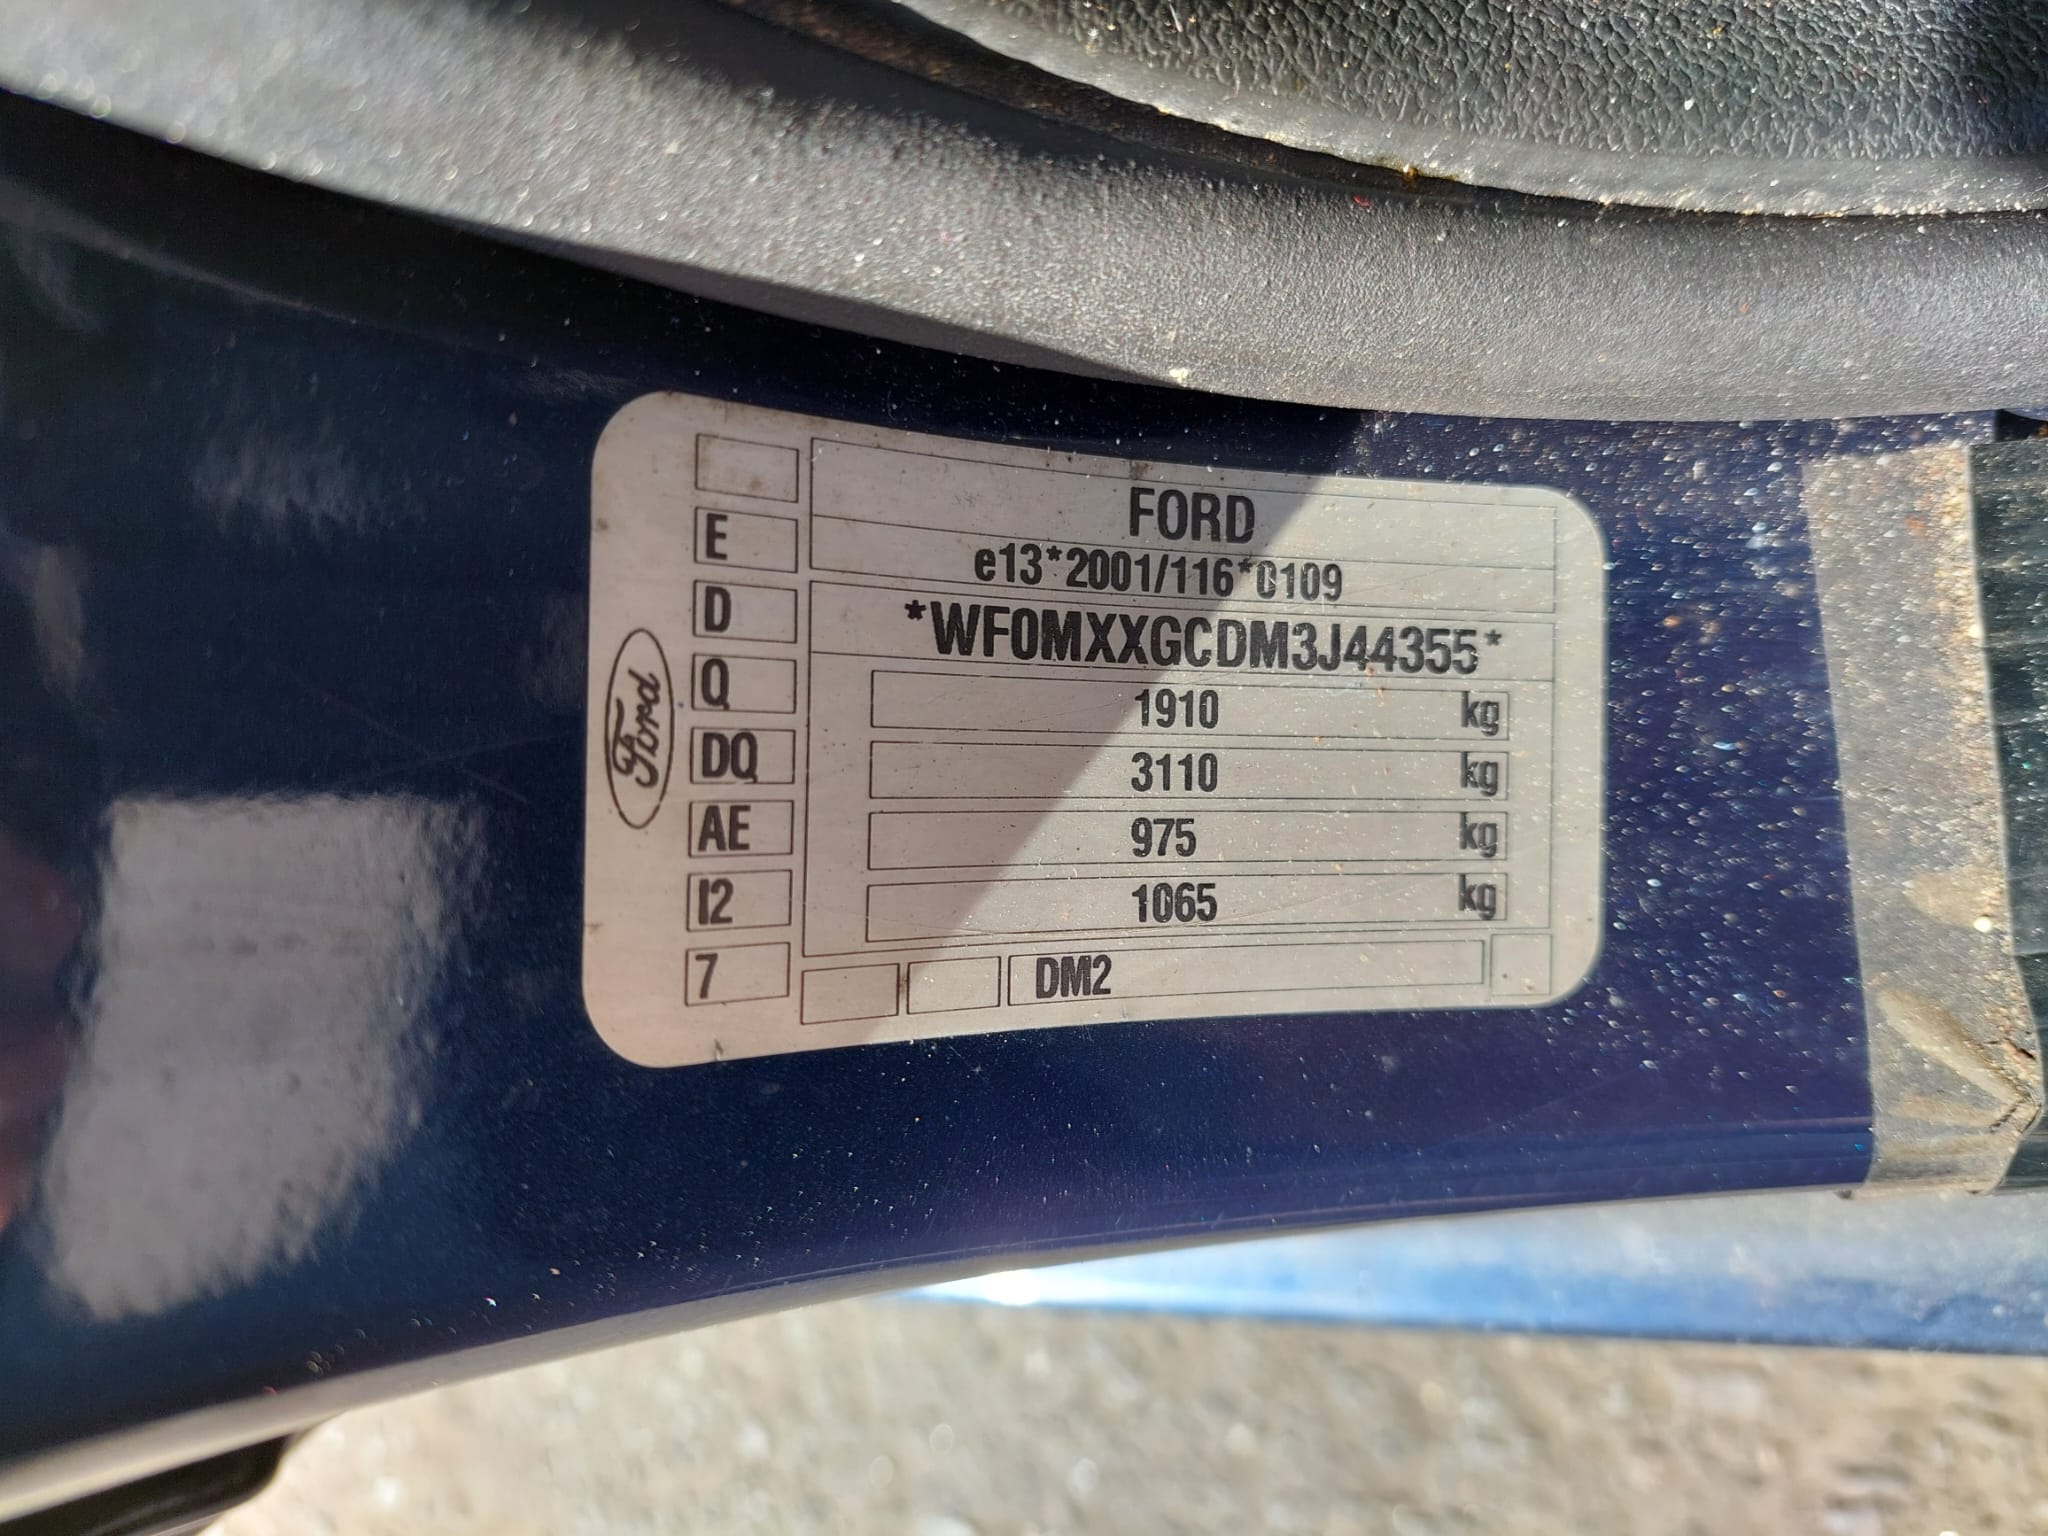 FORD
E e13*2001/116*0109
D *WF0MXXGCDM3J44355*
Q 1910 kg
DQ 3110 kg
AE 975 kg
I2 1065 kg
7 DM2
Ford